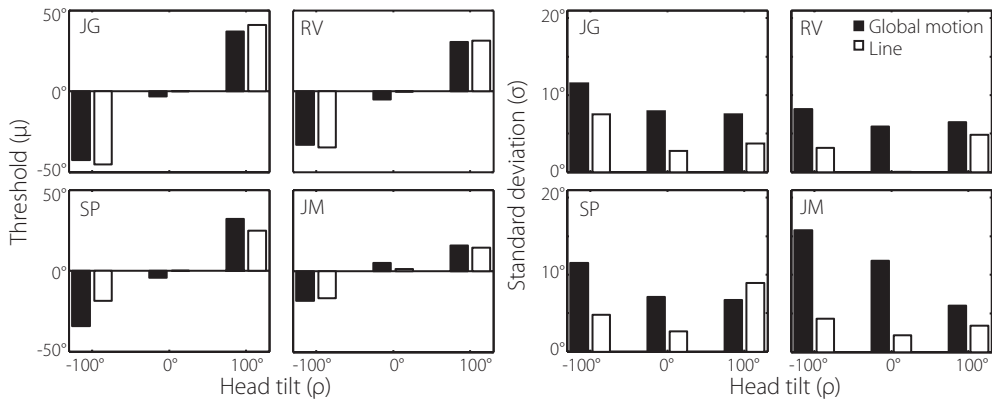 Threshold (μ)
50°
0°
-50°
JG
RV
50°
0°
-50°
SP
JM
-100° 0° 100°
-100° 0° 100°
Head tilt (ρ)
Standard deviation (σ)
20°
10°
0°
JG
RV
Global motion
Line
20°
10°
0°
SP
JM
-100° 0° 100°
-100° 0° 100°
Head tilt (ρ)